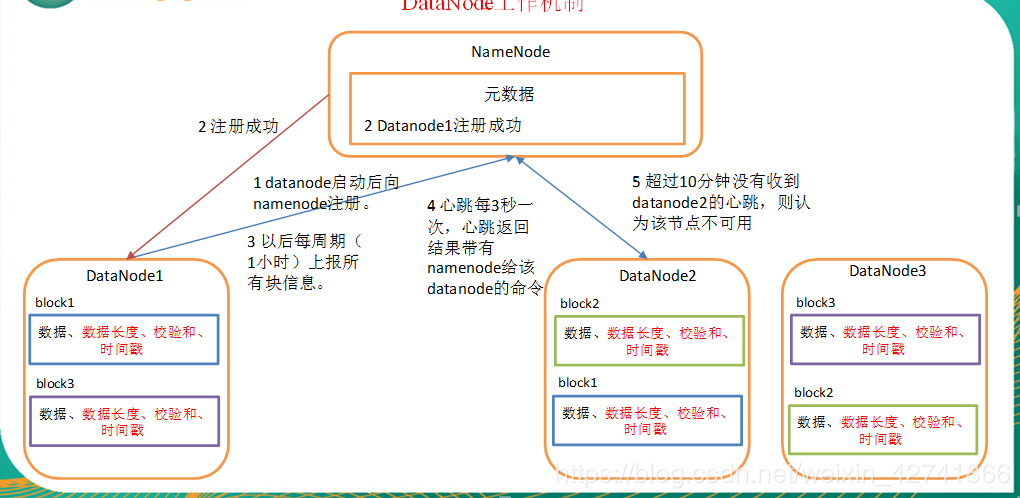 DataNode工作机制
NameNode
元数据
2 Datanode1注册成功
2 注册成功
1 datanode启动后向
namenode注册。
3 以后每周期（
1小时）上报所
有块信息。
4 心跳每3秒一
次，心跳返回
结果带有
namenode给该
datanode的命令
5 超过10分钟没有收到
datanode2的心跳，则认
为该节点不可用
DataNode1
block1
数据、数据长度、校验和、
时间戳
block3
数据、数据长度、校验和、
时间戳
DataNode2
block2
数据、数据长度、校验和、
时间戳
block1
数据、数据长度、校验和、
时间戳
DataNode3
block3
数据、数据长度、校验和、
时间戳
block2
数据、数据长度、校验和、
时间戳
https://blog.csdn.net/weixin_42741866